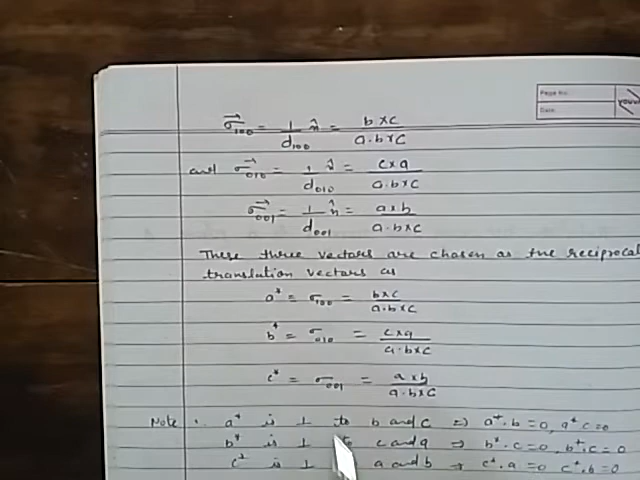 Page No.
Date
YOUVA
σ⃗₁₀₀ = 1/d₁₀₀ n̂ = b×c / a·b×c
and σ⃗₀₁₀ = 1/d₀₁₀ n̂ = c×a / a·b×c
σ⃗₀₀₁ = 1/d₀₀₁ n̂ = a×b / a·b×c
These three vectors are chosen as the reciprocal
translation vectors as
a* = σ₁₀₀ = b×c / a·b×c
b* = σ₀₁₀ = c×a / a·b×c
c* = σ₀₀₁ = a×b / a·b×c
Note :. a* is ⊥ to b and c ⇒ a*·b = 0, a*·c = 0
b* is ⊥ to c and a ⇒ b*·c = 0, b*·c = 0
c* is ⊥ a and b → c*·a = 0 c*·b = 0